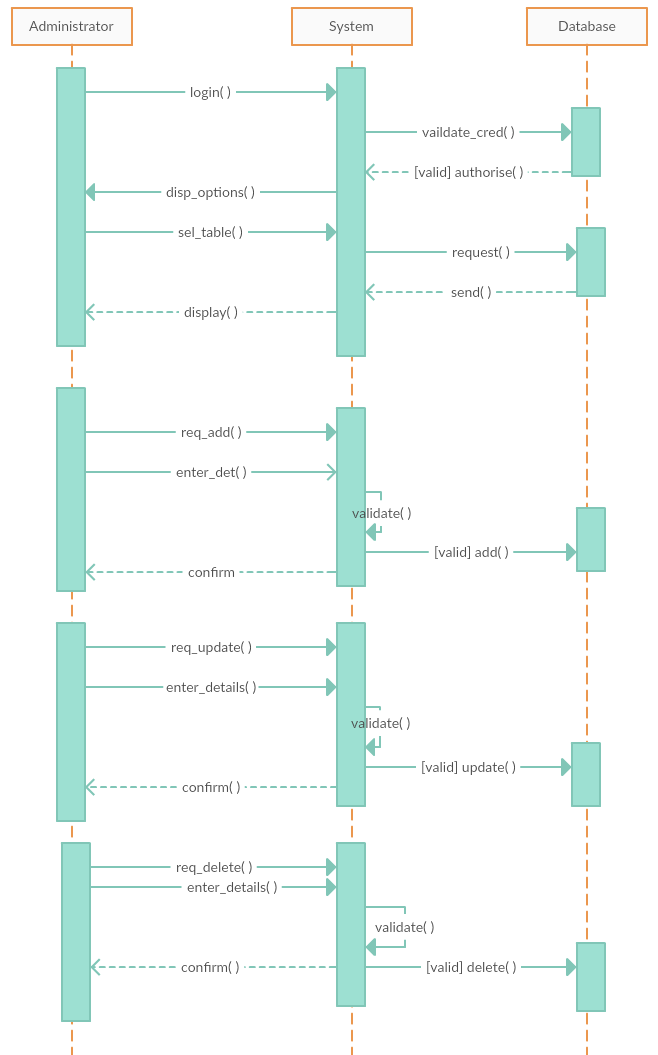 Administrator
System
Database
login( )
vaildate_cred( )
[valid] authorise( )
disp_options( )
sel_table( )
request( )
send( )
display( )
req_add( )
enter_det( )
validate( )
[valid] add( )
confirm
req_update( )
enter_details( )
validate( )
[valid] update( )
confirm( )
req_delete( )
enter_details( )
validate( )
confirm( )
[valid] delete( )